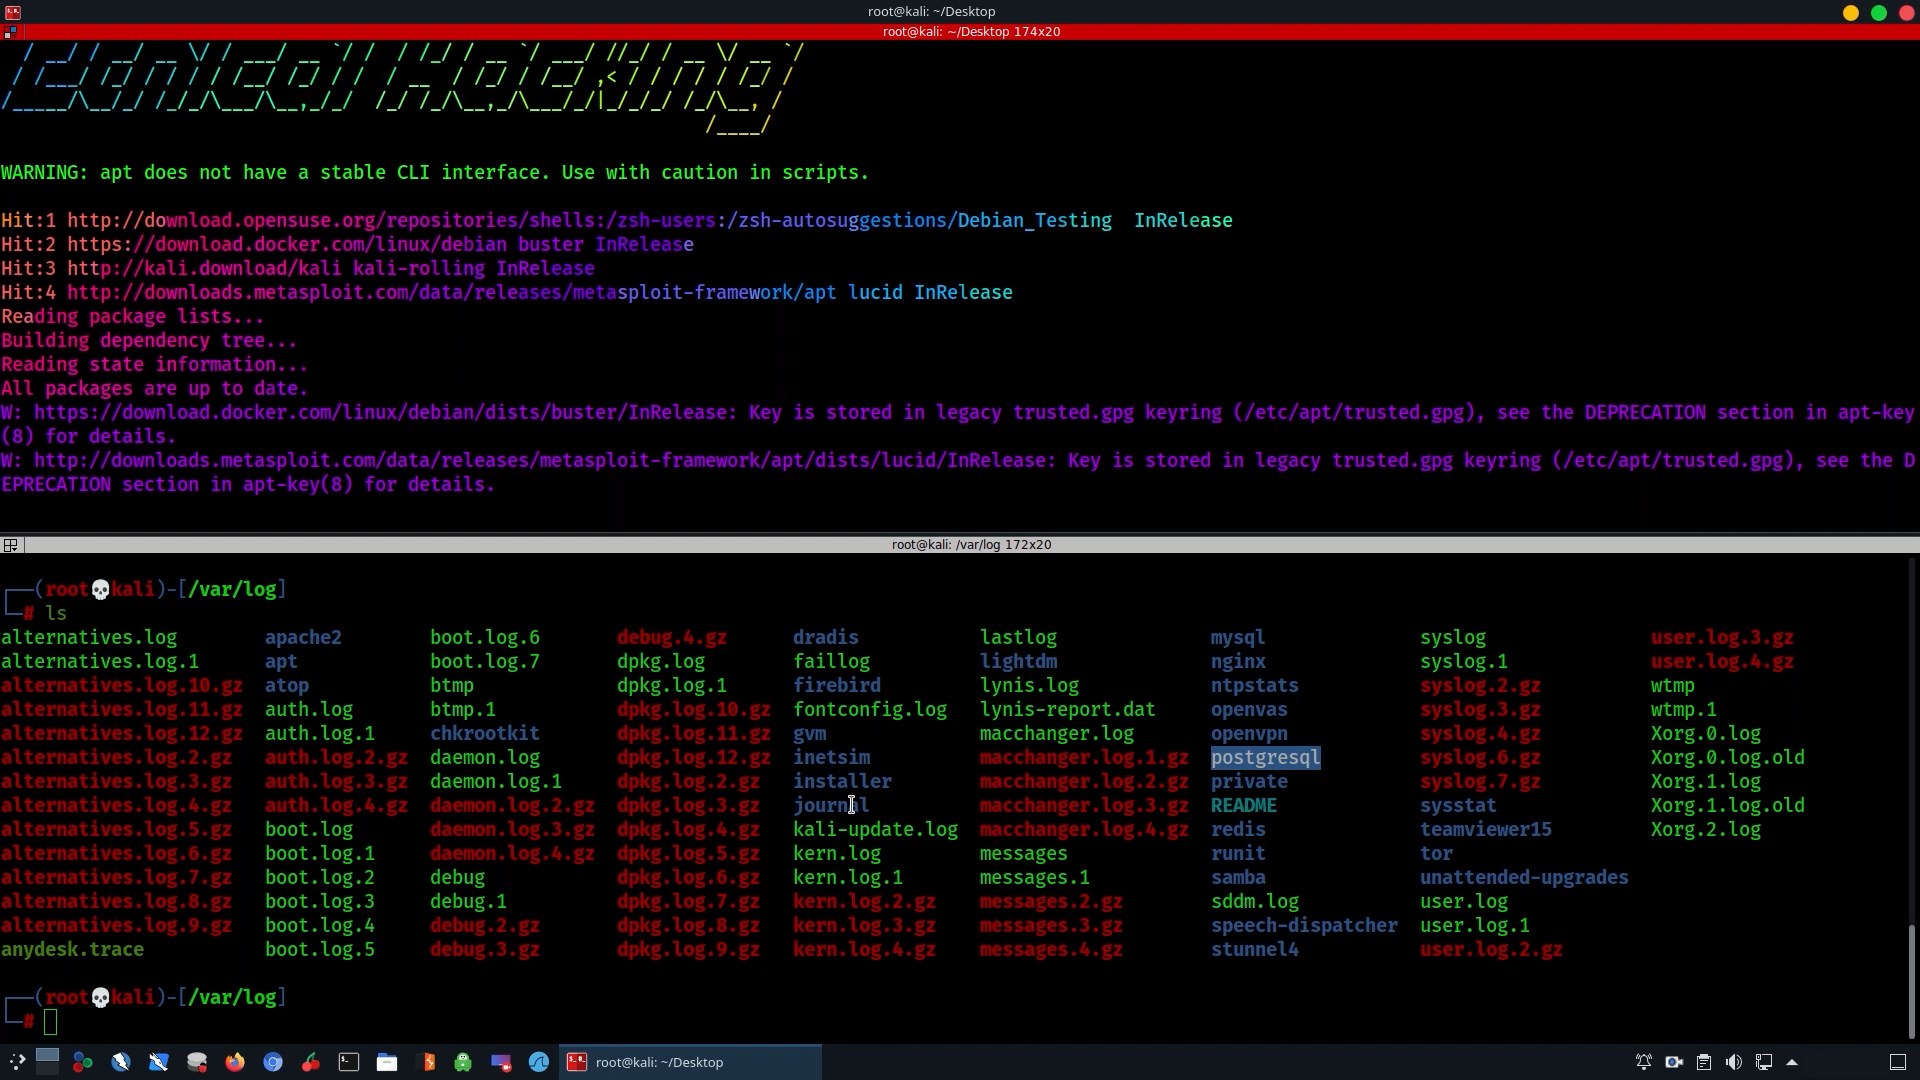 root@kali: ~/Desktop
root@kali: ~/Desktop 174x20
WARNING: apt does not have a stable CLI interface. Use with caution in scripts.
Hit:1 http://download.opensuse.org/repositories/shells:/zsh-users:/zsh-autosuggestions/Debian_Testing  InRelease
Hit:2 https://download.docker.com/linux/debian buster InRelease
Hit:3 http://kali.download/kali kali-rolling InRelease
Hit:4 http://downloads.metasploit.com/data/releases/metasploit-framework/apt lucid InRelease
Reading package lists...
Building dependency tree...
Reading state information...
All packages are up to date.
W: https://download.docker.com/linux/debian/dists/buster/InRelease: Key is stored in legacy trusted.gpg keyring (/etc/apt/trusted.gpg), see the DEPRECATION section in apt-key
(8) for details.
W: http://downloads.metasploit.com/data/releases/metasploit-framework/apt/dists/lucid/InRelease: Key is stored in legacy trusted.gpg keyring (/etc/apt/trusted.gpg), see the D
EPRECATION section in apt-key(8) for details.
root@kali: /var/log 172x20
(root💀kali)-[/var/log]
# ls
alternatives.log apache2 boot.log.6 debug.4.gz dradis lastlog mysql syslog user.log.3.gz
alternatives.log.1 apt boot.log.7 dpkg.log faillog lightdm nginx syslog.1 user.log.4.gz
alternatives.log.10.gz atop btmp dpkg.log.1 firebird lynis.log ntpstats syslog.2.gz wtmp
alternatives.log.11.gz auth.log btmp.1 dpkg.log.10.gz fontconfig.log lynis-report.dat openvas syslog.3.gz wtmp.1
alternatives.log.12.gz auth.log.1 chkrootkit dpkg.log.11.gz gvm macchanger.log openvpn syslog.4.gz Xorg.0.log
alternatives.log.2.gz auth.log.2.gz daemon.log dpkg.log.12.gz inetsim macchanger.log.1.gz postgresql syslog.6.gz Xorg.0.log.old
alternatives.log.3.gz auth.log.3.gz daemon.log.1 dpkg.log.2.gz installer macchanger.log.2.gz private syslog.7.gz Xorg.1.log
alternatives.log.4.gz auth.log.4.gz daemon.log.2.gz dpkg.log.3.gz journal macchanger.log.3.gz README sysstat Xorg.1.log.old
alternatives.log.5.gz boot.log daemon.log.3.gz dpkg.log.4.gz kali-update.log macchanger.log.4.gz redis teamviewer15 Xorg.2.log
alternatives.log.6.gz boot.log.1 daemon.log.4.gz dpkg.log.5.gz kern.log messages runit tor
alternatives.log.7.gz boot.log.2 debug dpkg.log.6.gz kern.log.1 messages.1 samba unattended-upgrades
alternatives.log.8.gz boot.log.3 debug.1 dpkg.log.7.gz kern.log.2.gz messages.2.gz sddm.log user.log
alternatives.log.9.gz boot.log.4 debug.2.gz dpkg.log.8.gz kern.log.3.gz messages.3.gz speech-dispatcher user.log.1
anydesk.trace boot.log.5 debug.3.gz dpkg.log.9.gz kern.log.4.gz messages.4.gz stunnel4 user.log.2.gz
(root💀kali)-[/var/log]
#
root@kali: ~/Desktop